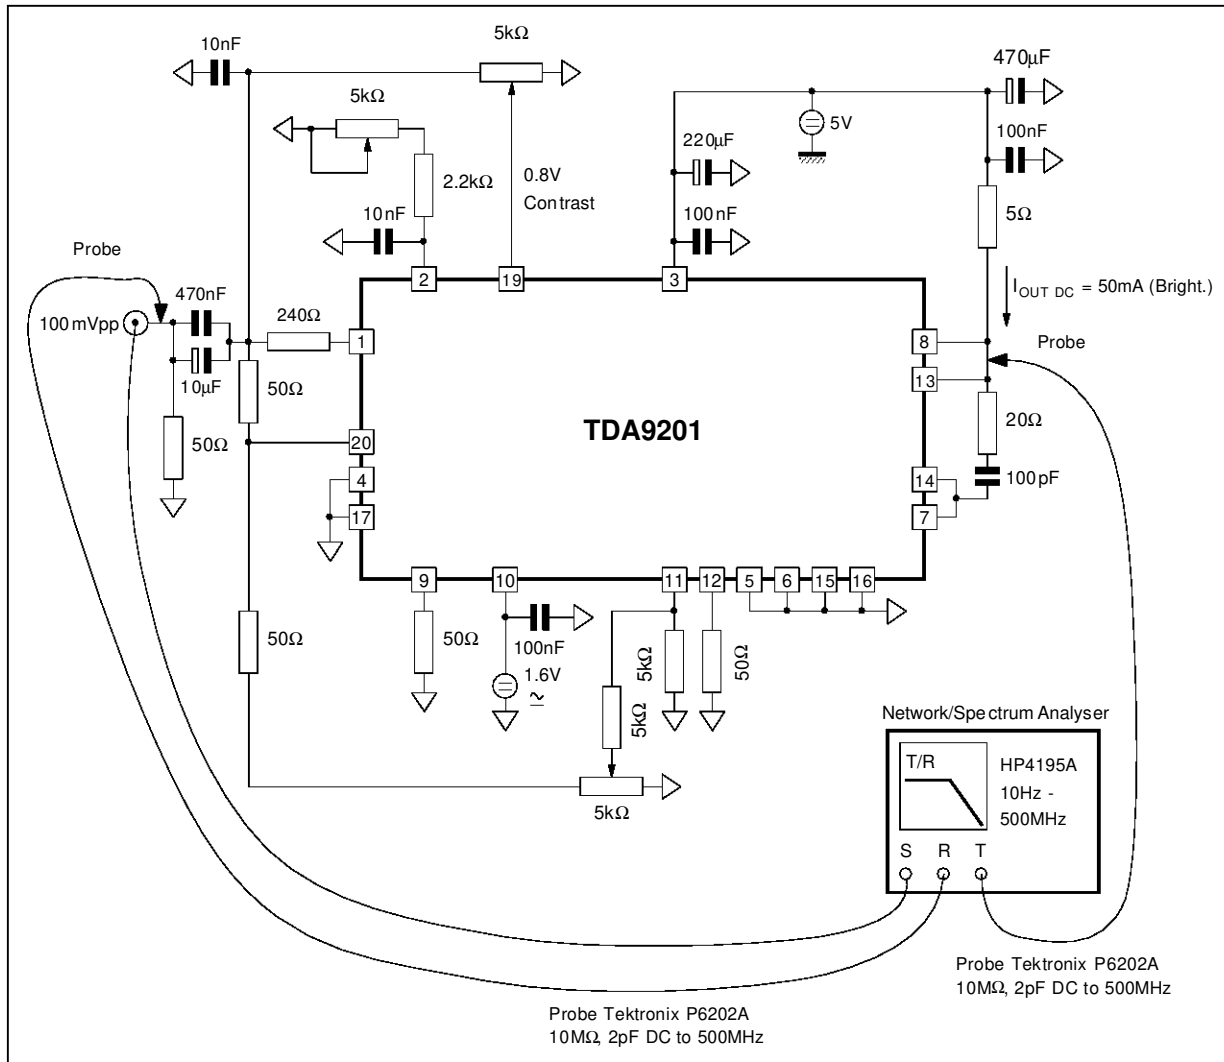 10nF
5kΩ
470µF
5kΩ
5V
100nF
220µF
2.2kΩ
0.8V
Contrast
10nF
100nF
5Ω
Probe
2
19
3
470nF
I OUT DC = 50mA (Bright.)
100mVpp
240Ω
1
8
Probe
10µF
50Ω
13
TDA9201
20Ω
50Ω
20
4
14
100pF
17
7
9
10
11
12
5
6
15
16
50Ω
50Ω
100nF
5kΩ
50Ω
1.6V
5kΩ
Network/Spectrum Analyser
T/R
HP4195A
10Hz -
500MHz
5kΩ
S R T
Probe Tektronix P6202A
10MΩ, 2pF DC to 500MHz
Probe Tektronix P6202A
10MΩ, 2pF DC to 500MHz